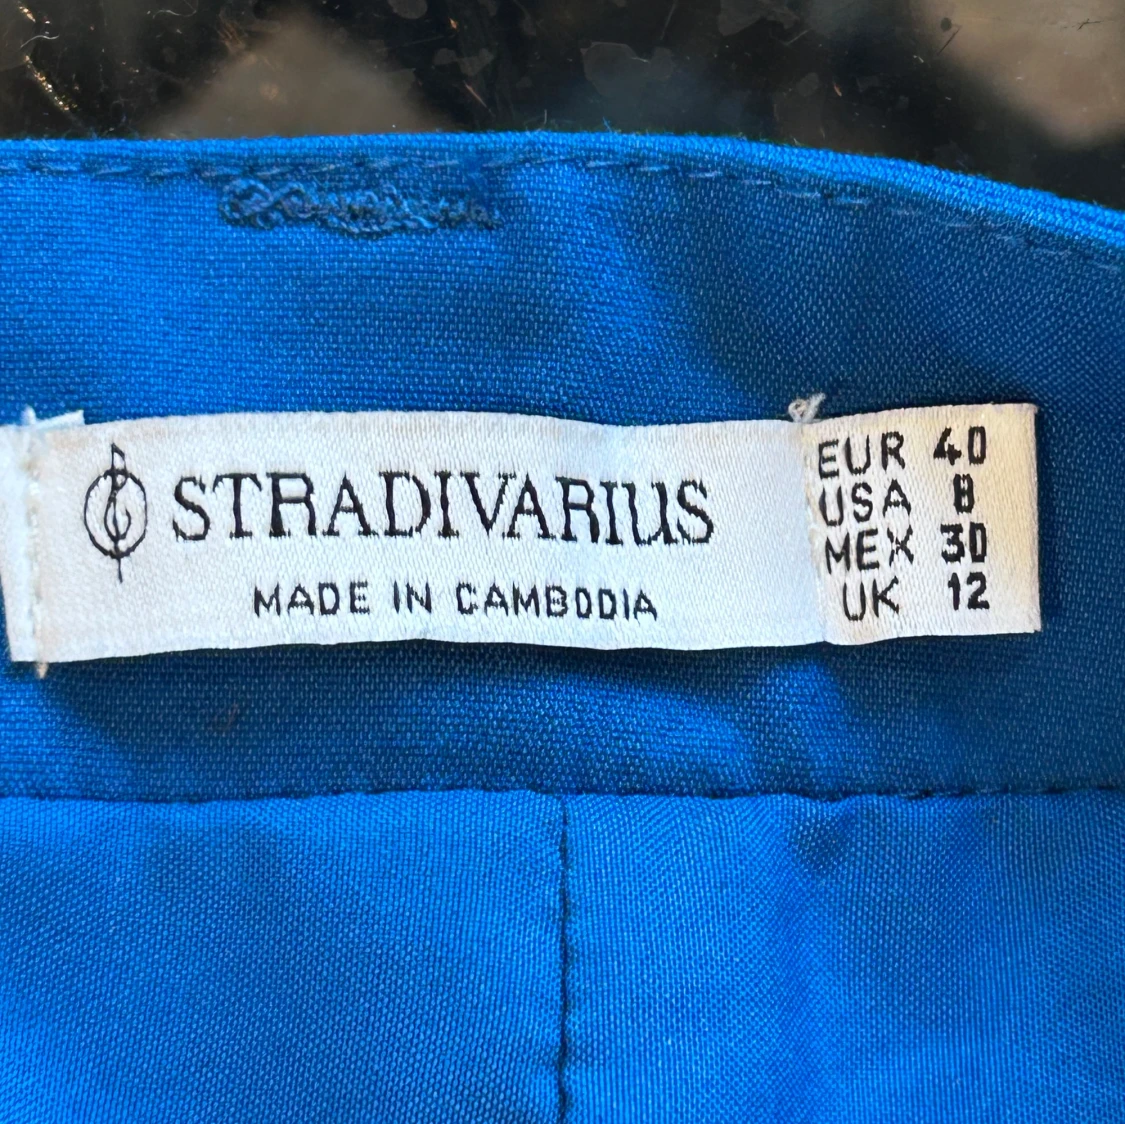 STRADIVARIUS
MADE IN CAMBODIA
EUR 40
USA 8
MEX 30
UK 12